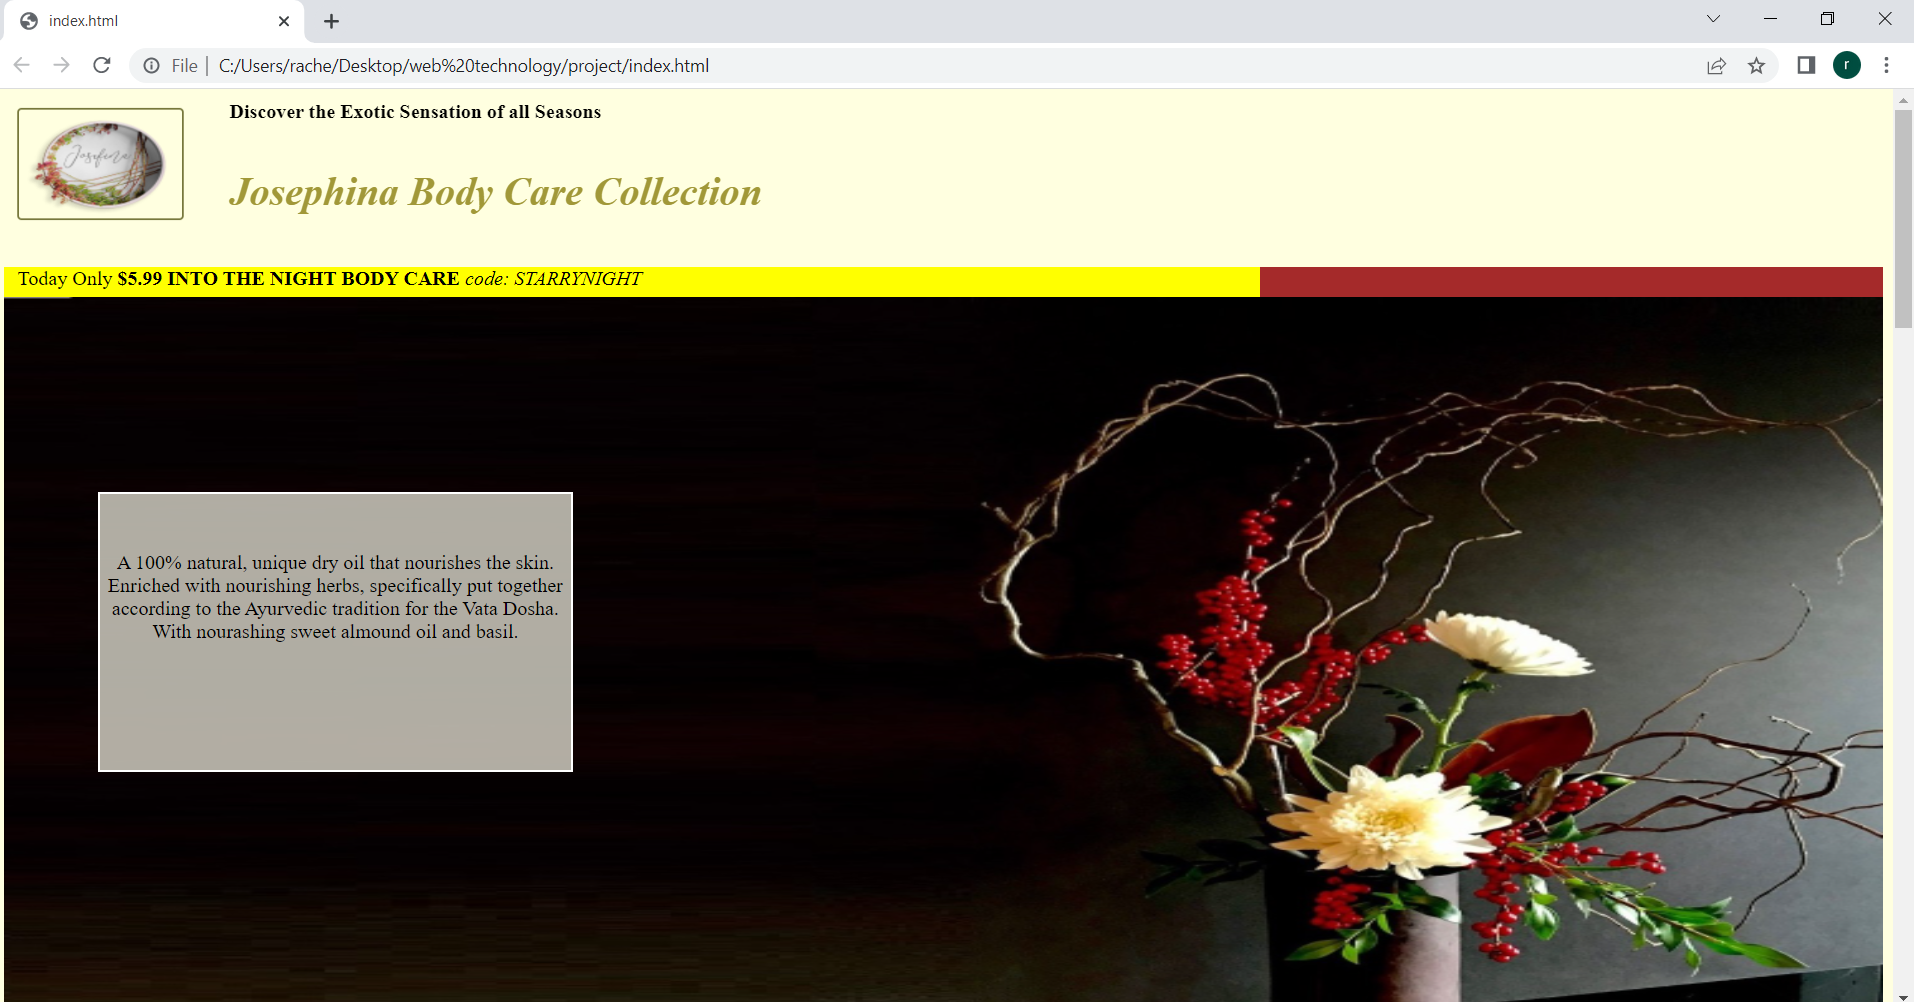 index.html
File | C:/Users/rache/Desktop/web%20technology/project/index.html
r
Josefena
Discover the Exotic Sensation of all Seasons
Josephina Body Care Collection
Today Only $5.99 INTO THE NIGHT BODY CARE code: STARRYNIGHT
A 100% natural, unique dry oil that nourishes the skin.
Enriched with nourishing herbs, specifically put together
according to the Ayurvedic tradition for the Vata Dosha.
With nourashing sweet almound oil and basil.